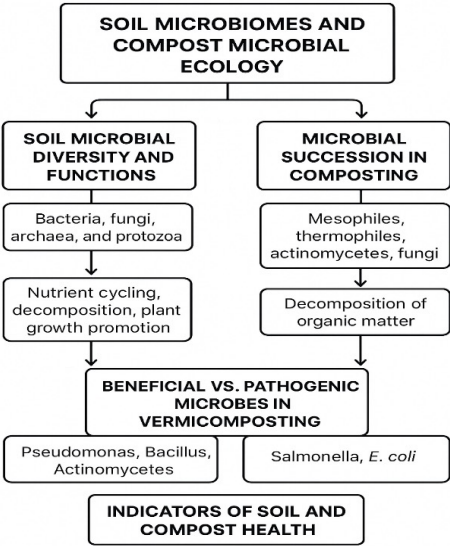 SOIL MICROBIOMES AND
COMPOST MICROBIAL
ECOLOGY
SOIL MICROBIAL
DIVERSITY AND
FUNCTIONS
MICROBIAL
SUCCESSION IN
COMPOSTING
Bacteria, fungi,
archaea, and protozoa
Mesophiles,
thermophiles,
actinomycetes, fungi
Nutrient cycling,
decomposition, plant
growth promotion
Decomposition of
organic matter
BENEFICIAL VS. PATHOGENIC
MICROBES IN
VERMICOMPOSTING
Pseudomonas, Bacillus,
Actinomycetes
Salmonella, E. coli
INDICATORS OF SOIL AND
COMPOST HEALTH